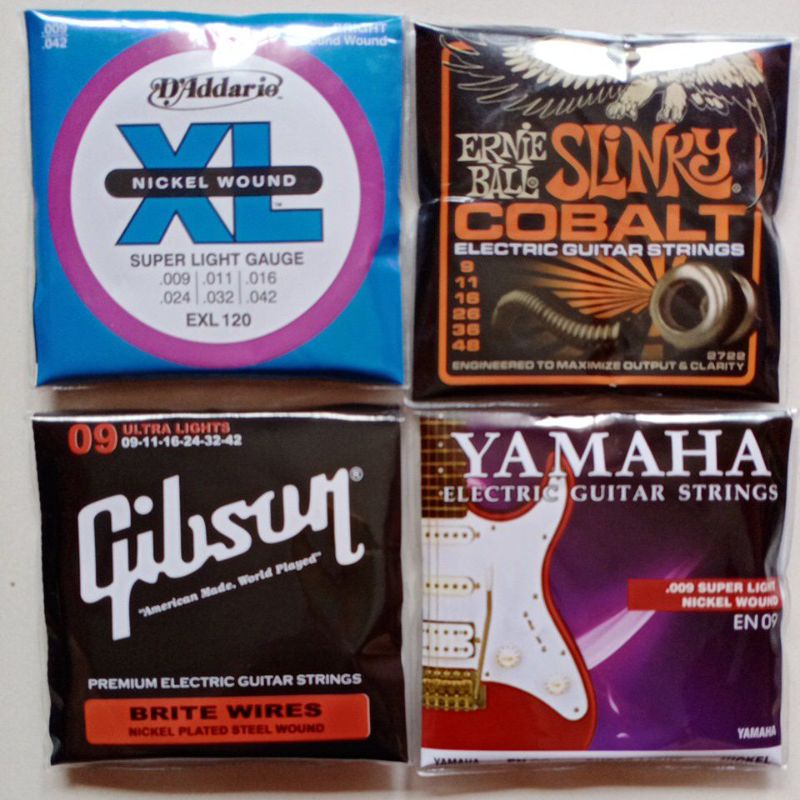 .009
.042
BRIGHT
Round Wound
D'Addario
XL
NICKEL WOUND
™
SUPER LIGHT GAUGE
.009 .011 .016
.024 .032 .042
EXL 120
ERNIE BALL SLINKY®
COBALT
ELECTRIC GUITAR STRINGS
9
11
16
26
36
46
2722
ENGINEERED TO MAXIMIZE OUTPUT & CLARITY
09 ULTRA LIGHTS
09-11-16-24-32-42
Gibson®
"American Made, World Played"
PREMIUM ELECTRIC GUITAR STRINGS
BRITE WIRES
NICKEL PLATED STEEL WOUND
YAMAHA
ELECTRIC GUITAR STRINGS
.009 SUPER LIGHT
NICKEL WOUND
EN 09
YAMAHA
YAMAHA
NICKEL